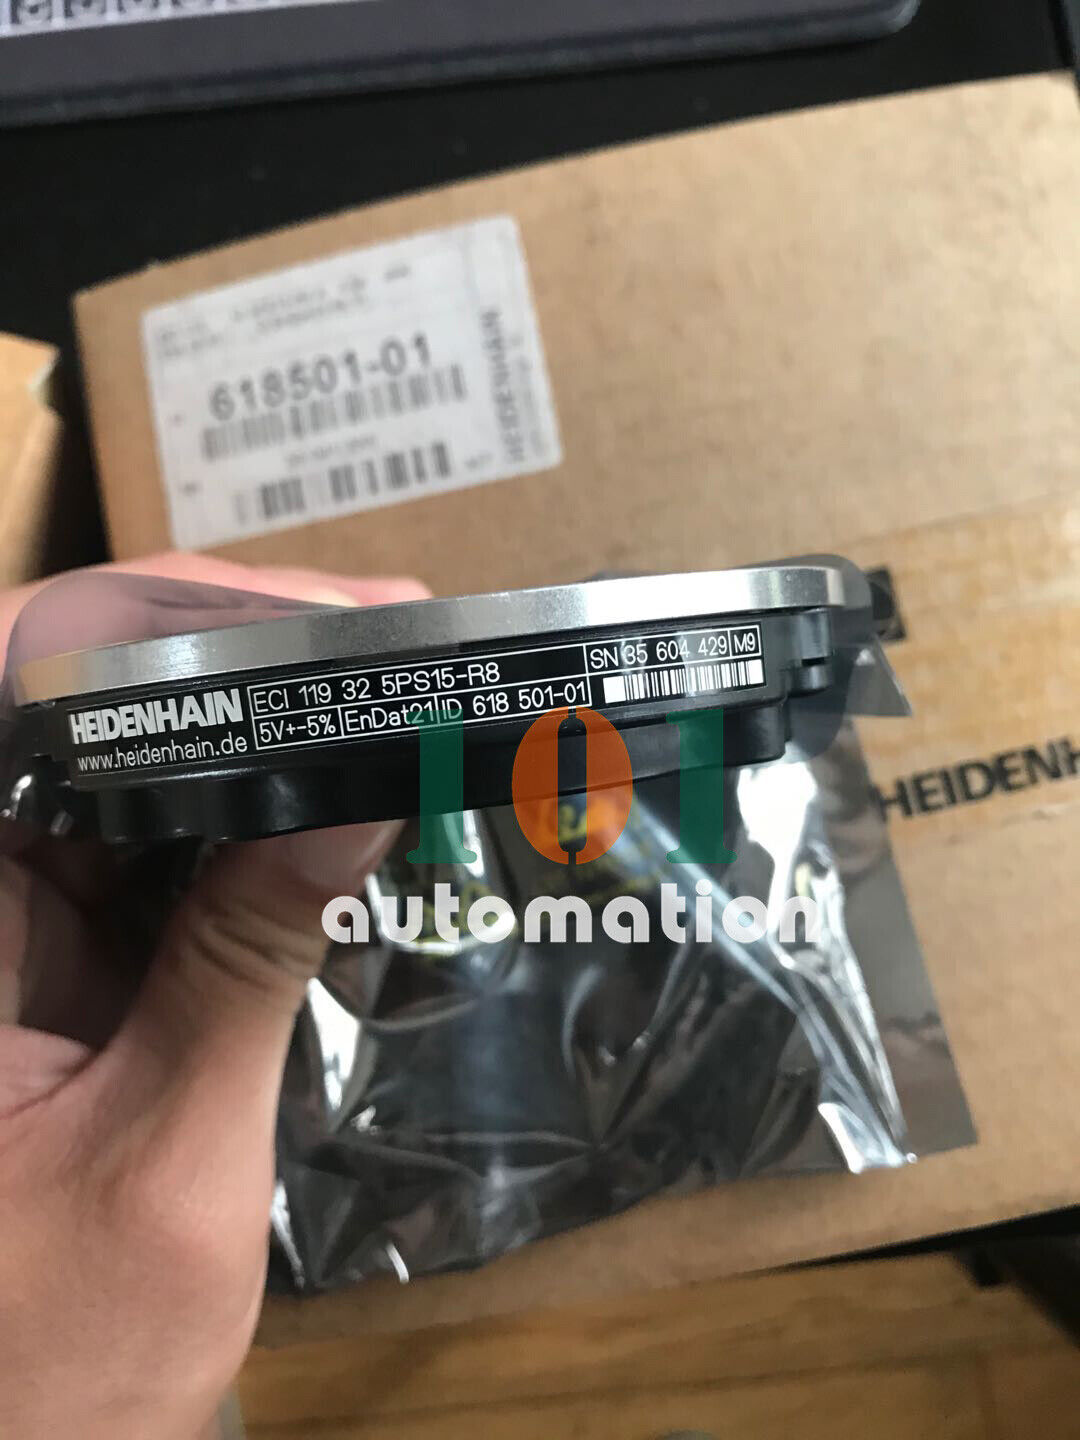 618501-01
HEIDENHAIN
HEIDENHAIN
www.heidenhain.de
ECI 119 32 5PS15-R8
5V+-5% EnDat21 ID 618 501-01
SN 35 604 429 M9
HEIDENH
101
automation